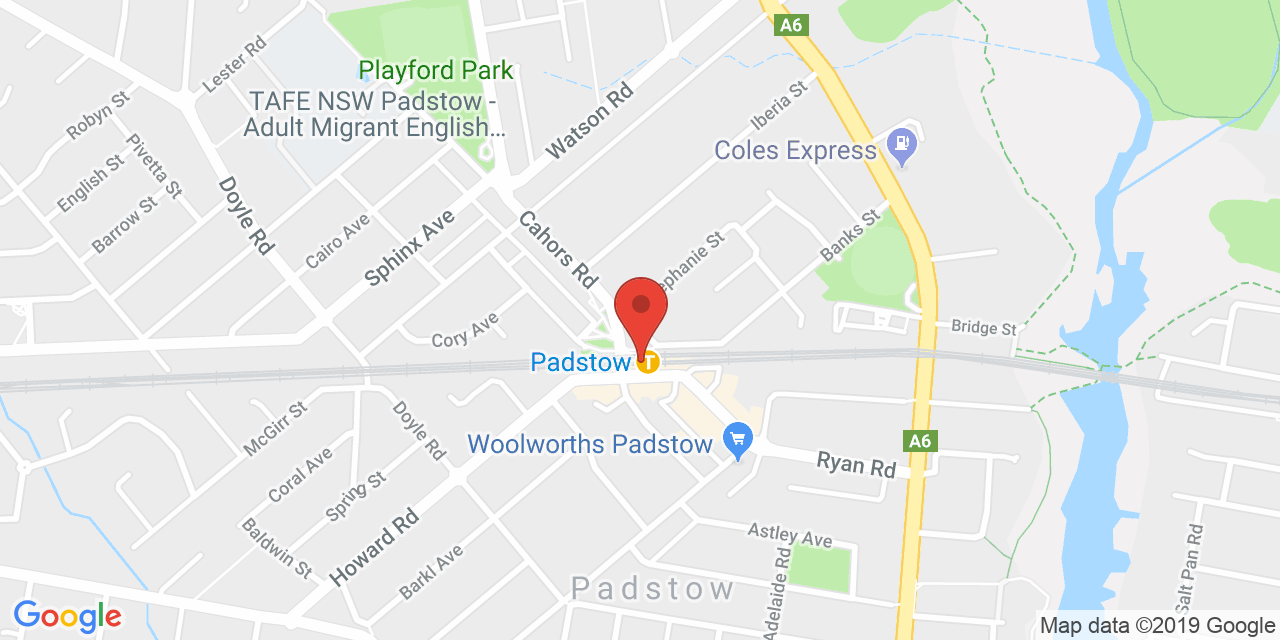 A6
Lester Rd
Playford Park
TAFE NSW Padstow -
Adult Migrant English...
Robyn St
Watson Rd
Iberia St
Coles Express
Pivetta St
English St
Barrow St
Doyle Rd
Cairo Ave
Sphinx Ave
Cahors Rd
ephanie St
Banks St
Cory Ave
Bridge St
Padstow
T
McGirr St
Doyle Rd
Woolworths Padstow
A6
Coral Ave
Ryan Rd
Spring St
Howard Rd
Baldwin St
Barkl Ave
Astley Ave
Adelaide Rd
Salt Pan Rd
Padstow
Google
Map data ©2019 Google